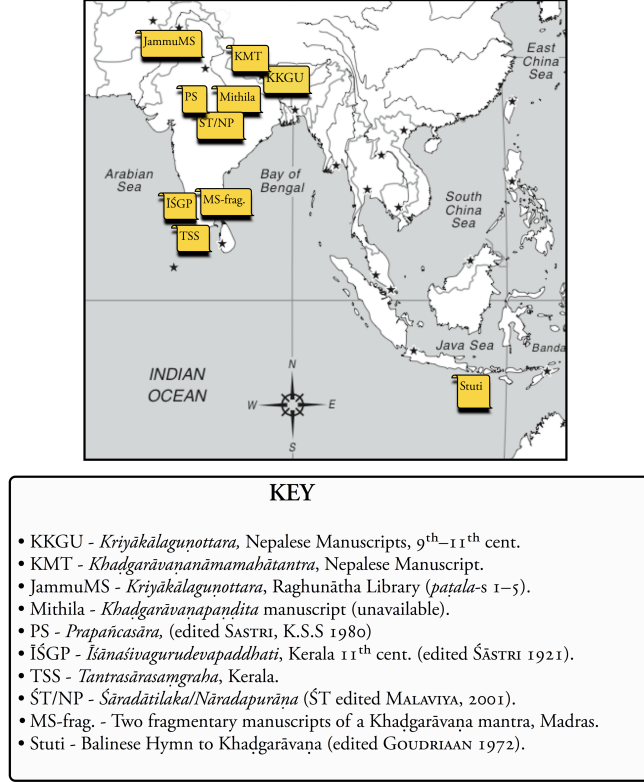 JammuMS
KMT
KKGU
PS
Mithila
ŚT/NP
East
China
Sea
Arabian
Sea
Bay of
Bengal
ĪŚGP
MS-frag.
TSS
South
China
Sea
Java Sea
Banda
INDIAN
OCEAN
N
W
E
S
Stuti
KEY
• KKGU - Kriyākālaguṇottara, Nepalese Manuscripts, 9th–11th cent.
• KMT - Khaḍgarāvaṇanāmamahātantra, Nepalese Manuscript.
• JammuMS - Kriyākālaguṇottara, Raghunātha Library (paṭala-s 1–5).
• Mithila - Khaḍgarāvaṇapaṇḍita manuscript (unavailable).
• PS - Prapañcasāra, (edited Sastri, K.S.S 1980)
• ĪŚGP - Īśānaśivagurudevapaddhati, Kerala 11th cent. (edited Śāstri 1921).
• TSS - Tantrasārasaṃgraha, Kerala.
• ŚT/NP - Śāradātilaka/Nāradapurāṇa (ŚT edited Malaviya, 2001).
• MS-frag. - Two fragmentary manuscripts of a Khaḍgarāvaṇa mantra, Madras.
• Stuti - Balinese Hymn to Khaḍgarāvaṇa (edited Goudriaan 1972).